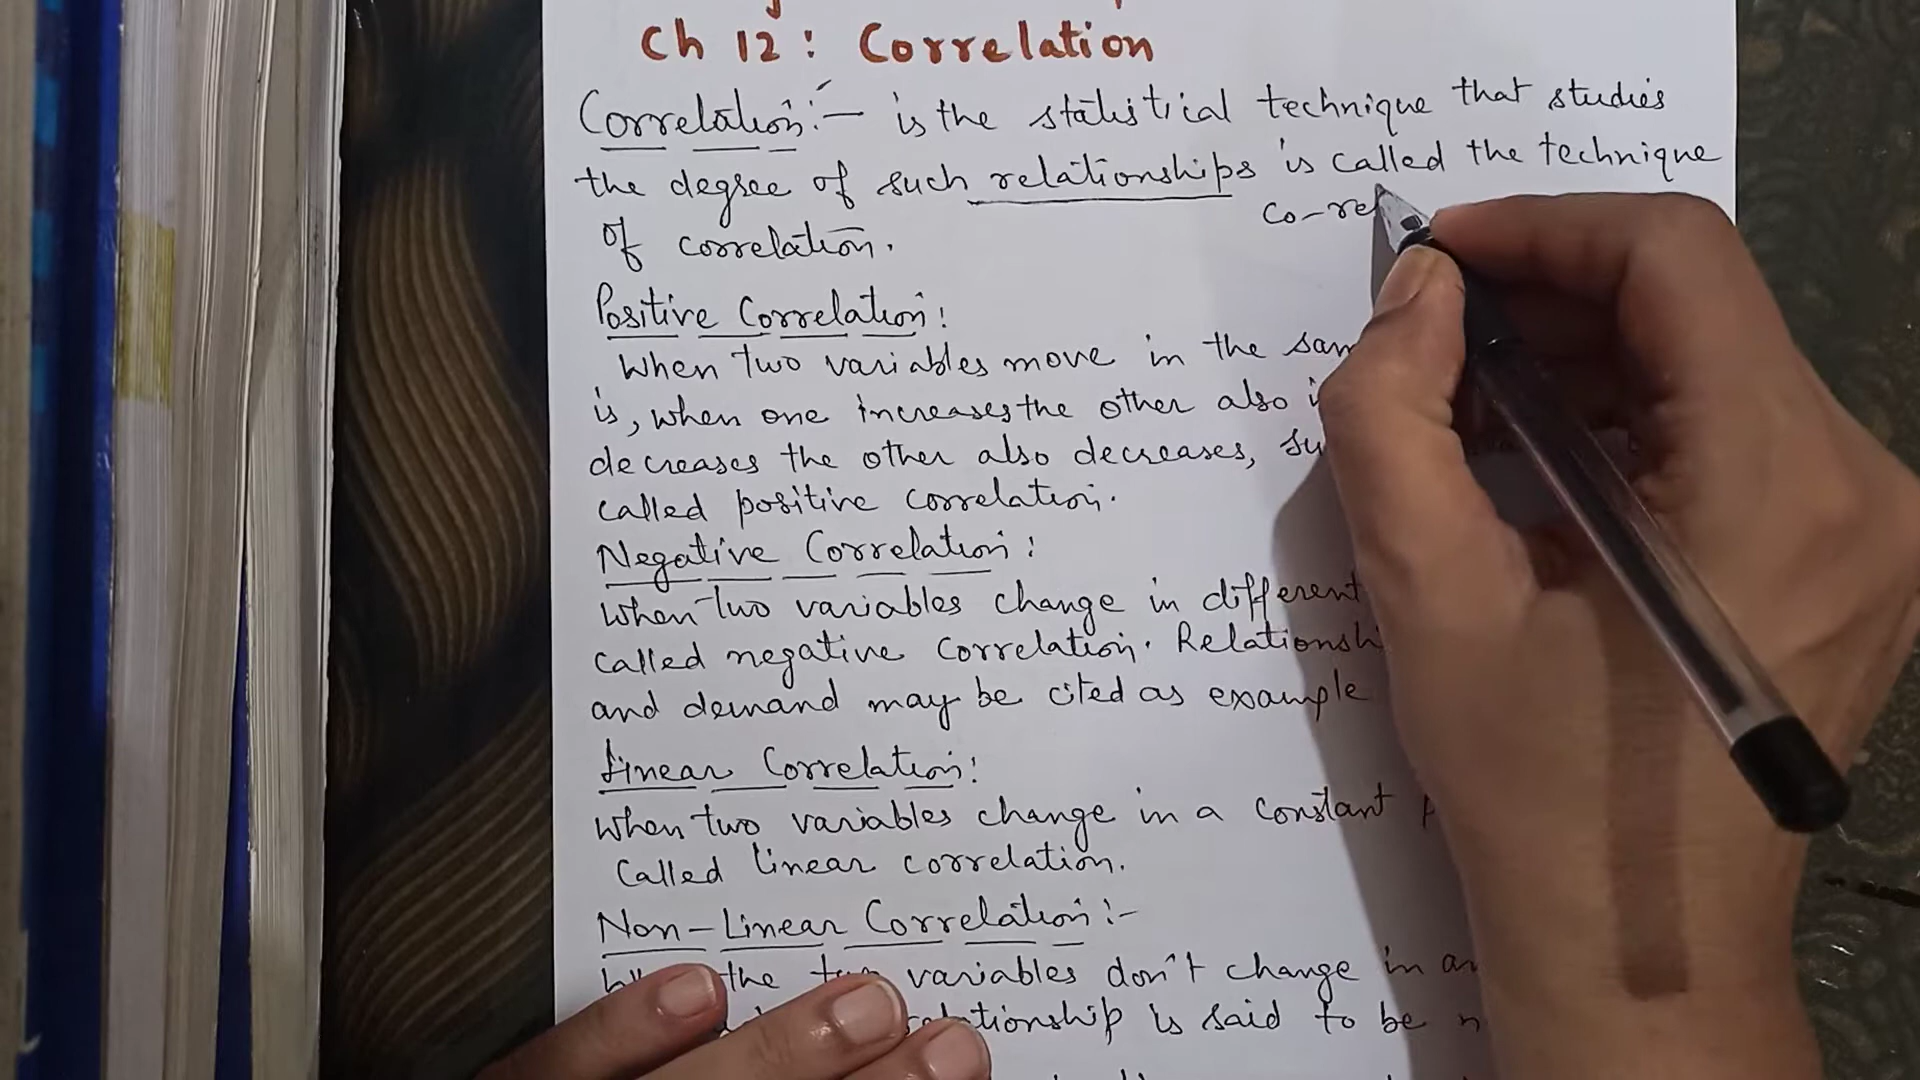 Ch 12: Correlation
Correlation:- is the statistical technique that studies
the degree of such relationships is called the technique
co-re
of correlation.
Positive Correlation:
When two variables move in the sam
is, when one increases the other also i
decreases the other also decreases, su
called positive correlation.
Negative Correlation:
When two variables change in different
called negative correlation. Relationshi
and demand may be cited as example
Linear Correlation:
When two variables change in a constant p
Called linear correlation.
Non-Linear Correlation:-
the two variables don't change in an
relationship is said to be n